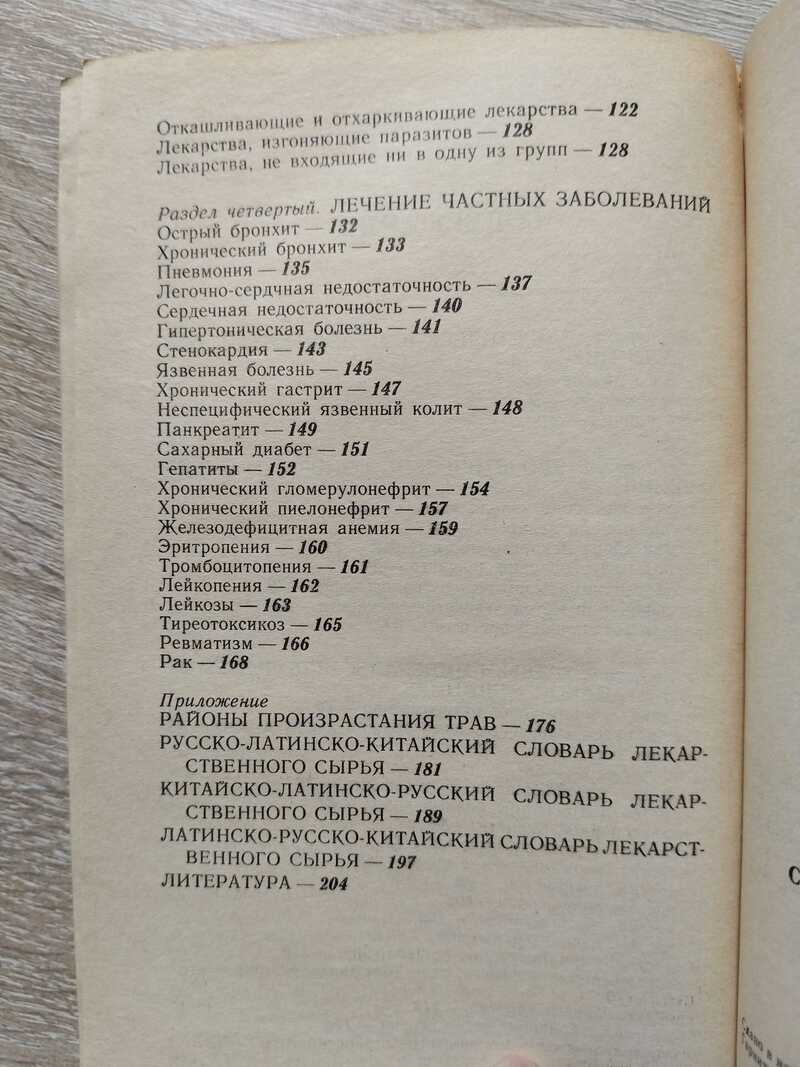 Откашливающие и отхаркивающие лекарства — 122
Лекарства, изгоняющие паразитов — 128
Лекарства, не входящие ни в одну из групп — 128
Раздел четвертый. ЛЕЧЕНИЕ ЧАСТНЫХ ЗАБОЛЕВАНИЙ
Острый бронхит — 132
Хронический бронхит — 133
Пневмония — 135
Легочно-сердчная недостаточность — 137
Сердечная недостаточность — 140
Гипертоническая болезнь — 141
Стенокардия — 143
Язвенная болезнь — 145
Хронический гастрит — 147
Неспецифический язвенный колит — 148
Панкреатит — 149
Сахарный диабет — 151
Гепатиты — 152
Хронический гломерулонефрит — 154
Хронический пиелонефрит — 157
Железодефицитная анемия — 159
Эритропения — 160
Тромбоцитопения — 161
Лейкопения — 162
Лейкозы — 163
Тиреотоксикоз — 165
Ревматизм — 166
Рак — 168
Приложение
РАЙОНЫ ПРОИЗРАСТАНИЯ ТРАВ — 176
РУССКО-ЛАТИНСКО-КИТАЙСКИЙ СЛОВАРЬ ЛЕКАР-
СТВЕННОГО СЫРЬЯ — 181
КИТАЙСКО-ЛАТИНСКО-РУССКИЙ СЛОВАРЬ ЛЕКАР-
СТВЕННОГО СЫРЬЯ — 189
ЛАТИНСКО-РУССКО-КИТАЙСКИЙ СЛОВАРЬ ЛЕКАРСТ-
ВЕННОГО СЫРЬЯ — 197
ЛИТЕРАТУРА — 204